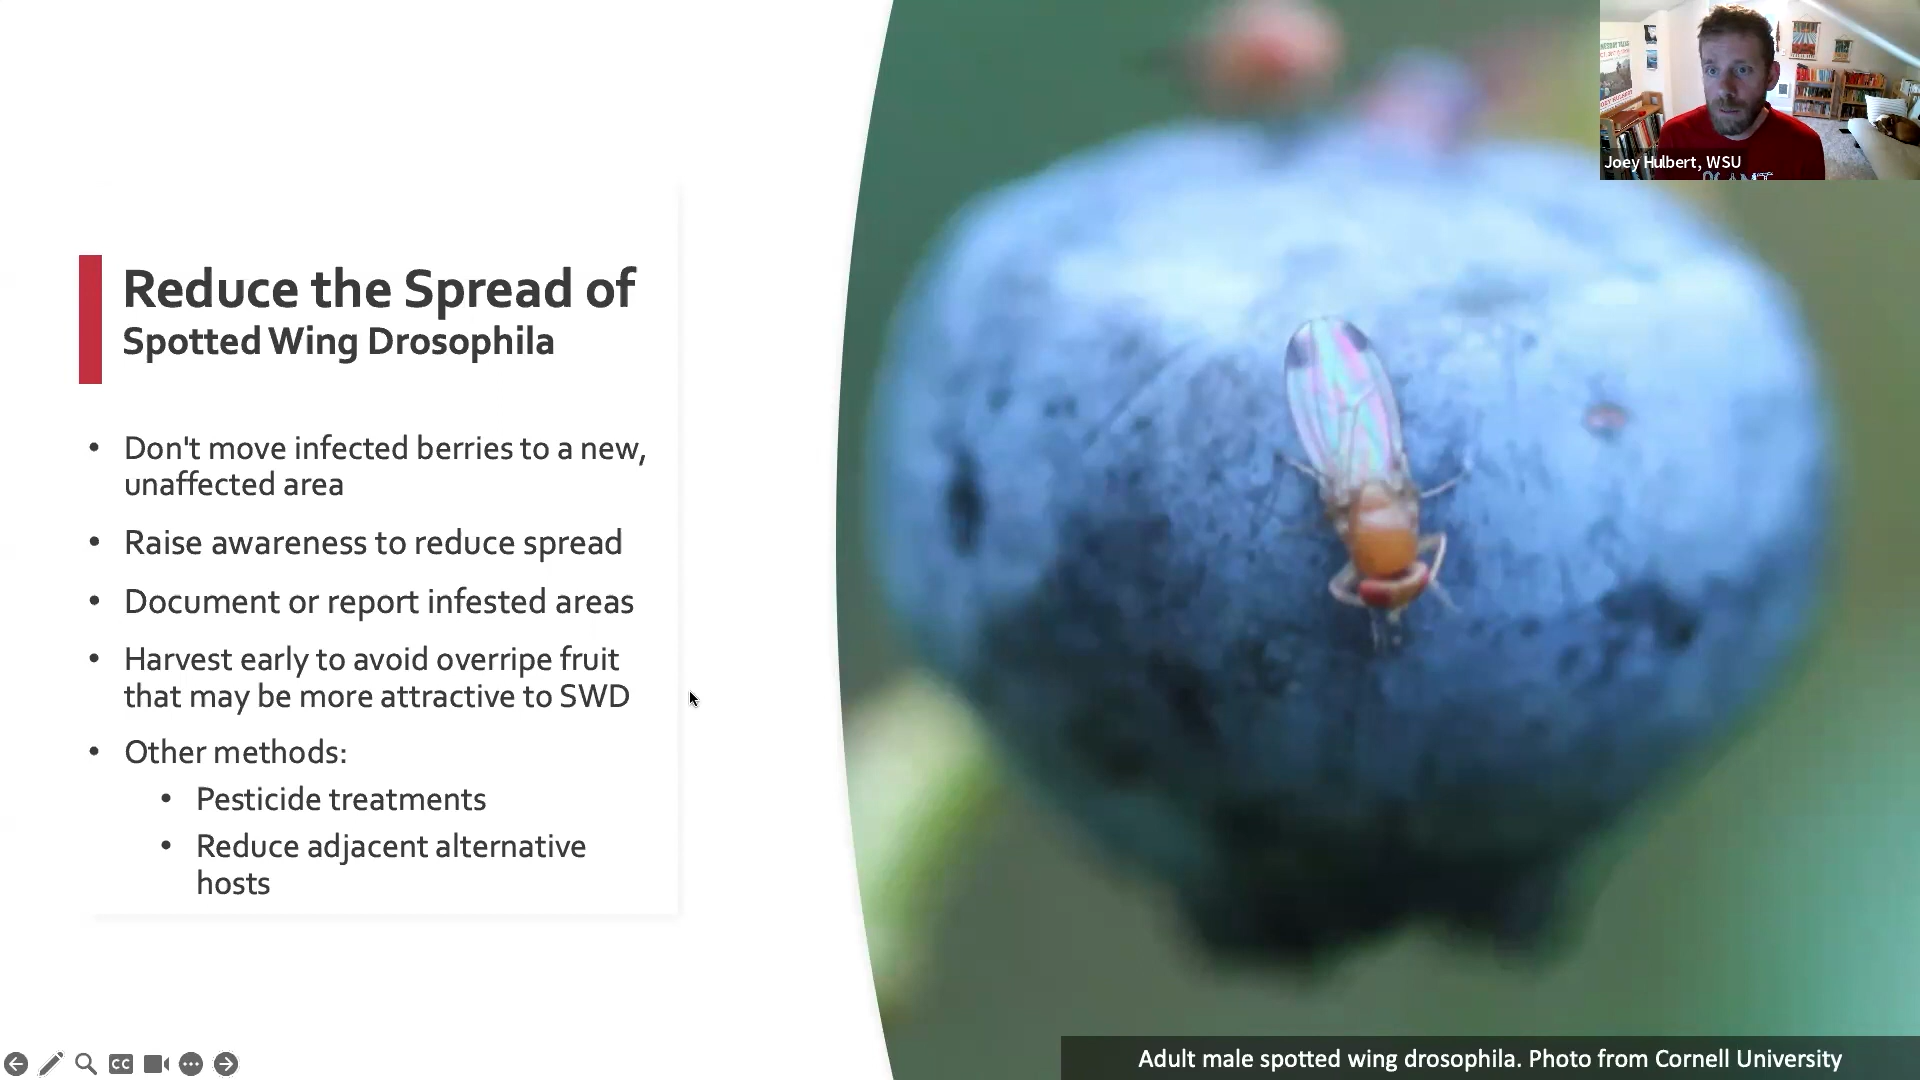 Reduce the Spread of
Spotted Wing Drosophila
• Don't move infected berries to a new,
unaffected area
• Raise awareness to reduce spread
• Document or report infested areas
• Harvest early to avoid overripe fruit
that may be more attractive to SWD
• Other methods:
• Pesticide treatments
• Reduce adjacent alternative
hosts
Joey Hulbert, WSU
CC
Adult male spotted wing drosophila. Photo from Cornell University